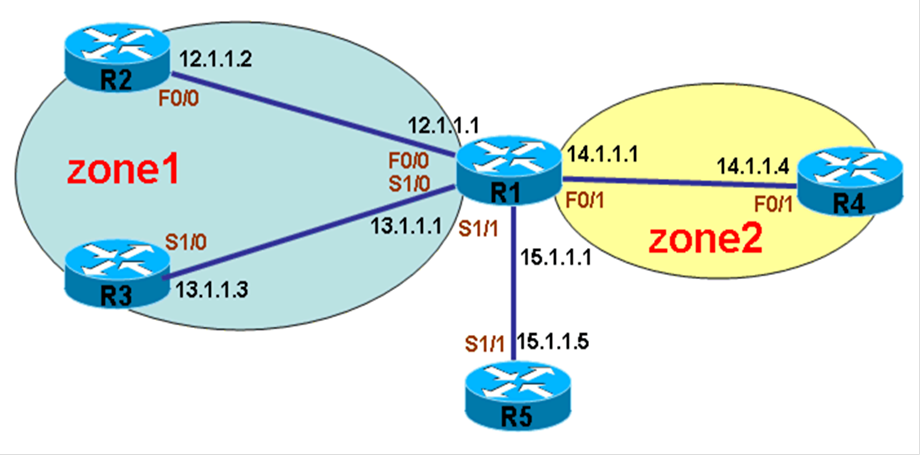 R2
12.1.1.2
F0/0
12.1.1.1
F0/0
S1/0
zone1
R1
14.1.1.1
14.1.1.4
F0/1
F0/1
R4
zone2
13.1.1.1
S1/1
S1/0
R3
13.1.1.3
15.1.1.1
S1/1
15.1.1.5
R5